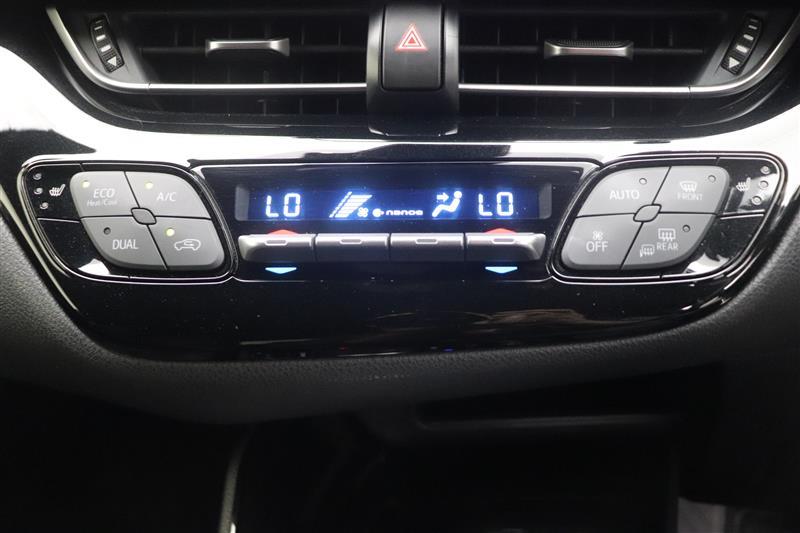 LO
nanoe
LO
ECO
Heat/Cool
A/C
DUAL
AUTO
FRONT
OFF
REAR